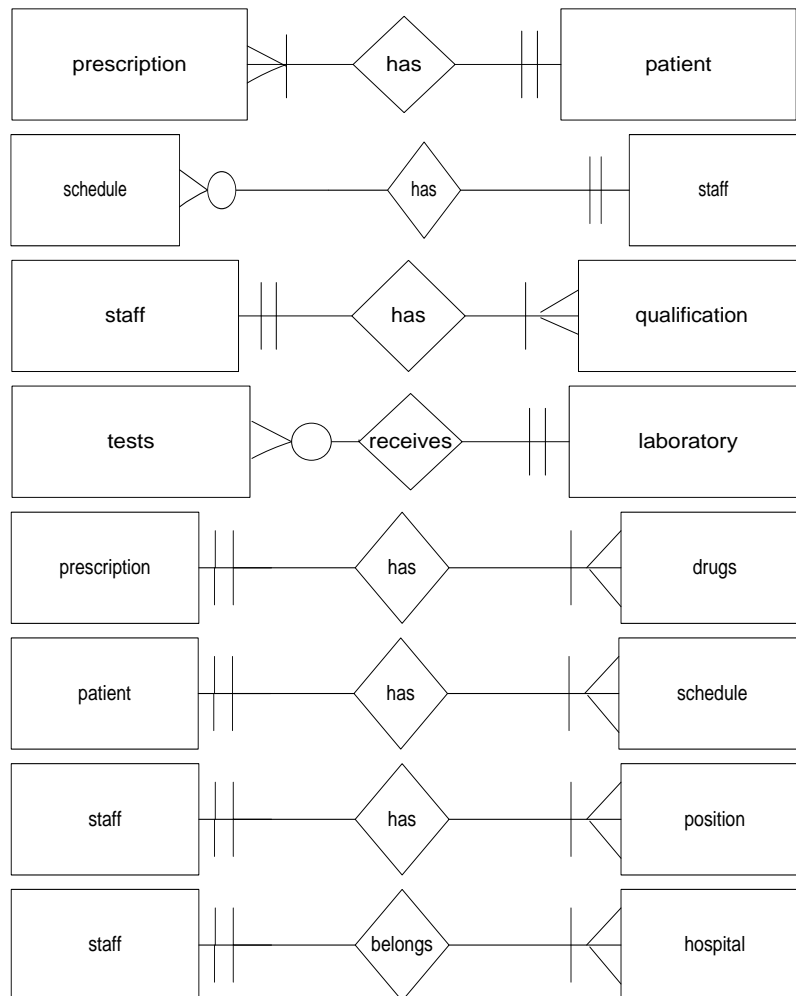 prescription has patient
schedule has staff
staff has qualification
tests receives laboratory
prescription has drugs
patient has schedule
staff has position
staff belongs hospital